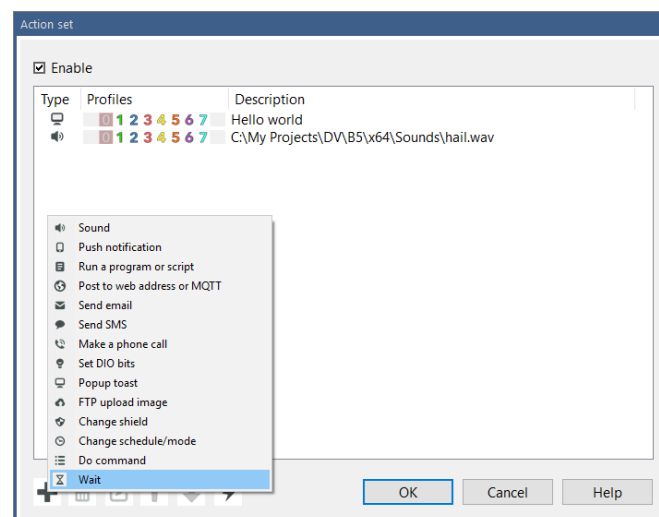 Action set
Enable
Type Profiles Description
0 1 2 3 4 5 6 7 Hello world
0 1 2 3 4 5 6 7 C:\My Projects\DV\B5\x64\Sounds\hail.wav
Sound
Push notification
Run a program or script
Post to web address or MQTT
Send email
Send SMS
Make a phone call
Set DIO bits
Popup toast
FTP upload image
Change shield
Change schedule/mode
Do command
Wait
OK Cancel Help